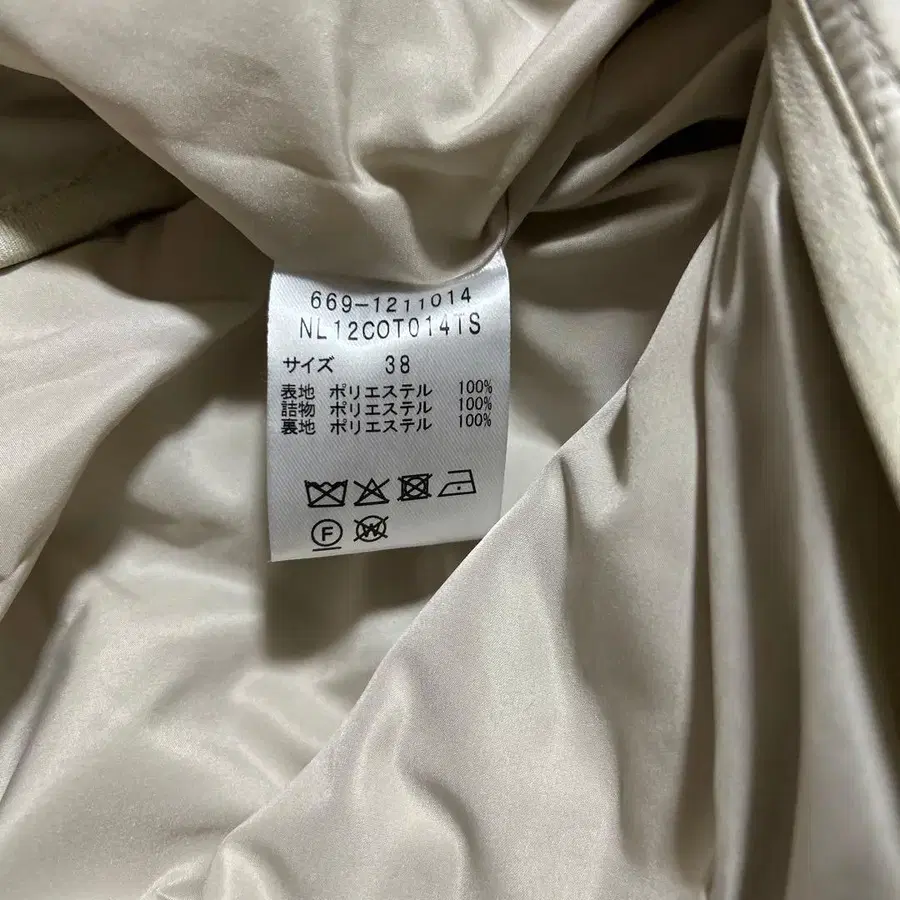 669-1211014
NL12COT014TS
サイズ 38
表地 ポリエステル 100%
詰物 ポリエステル 100%
裏地 ポリエステル 100%
F W